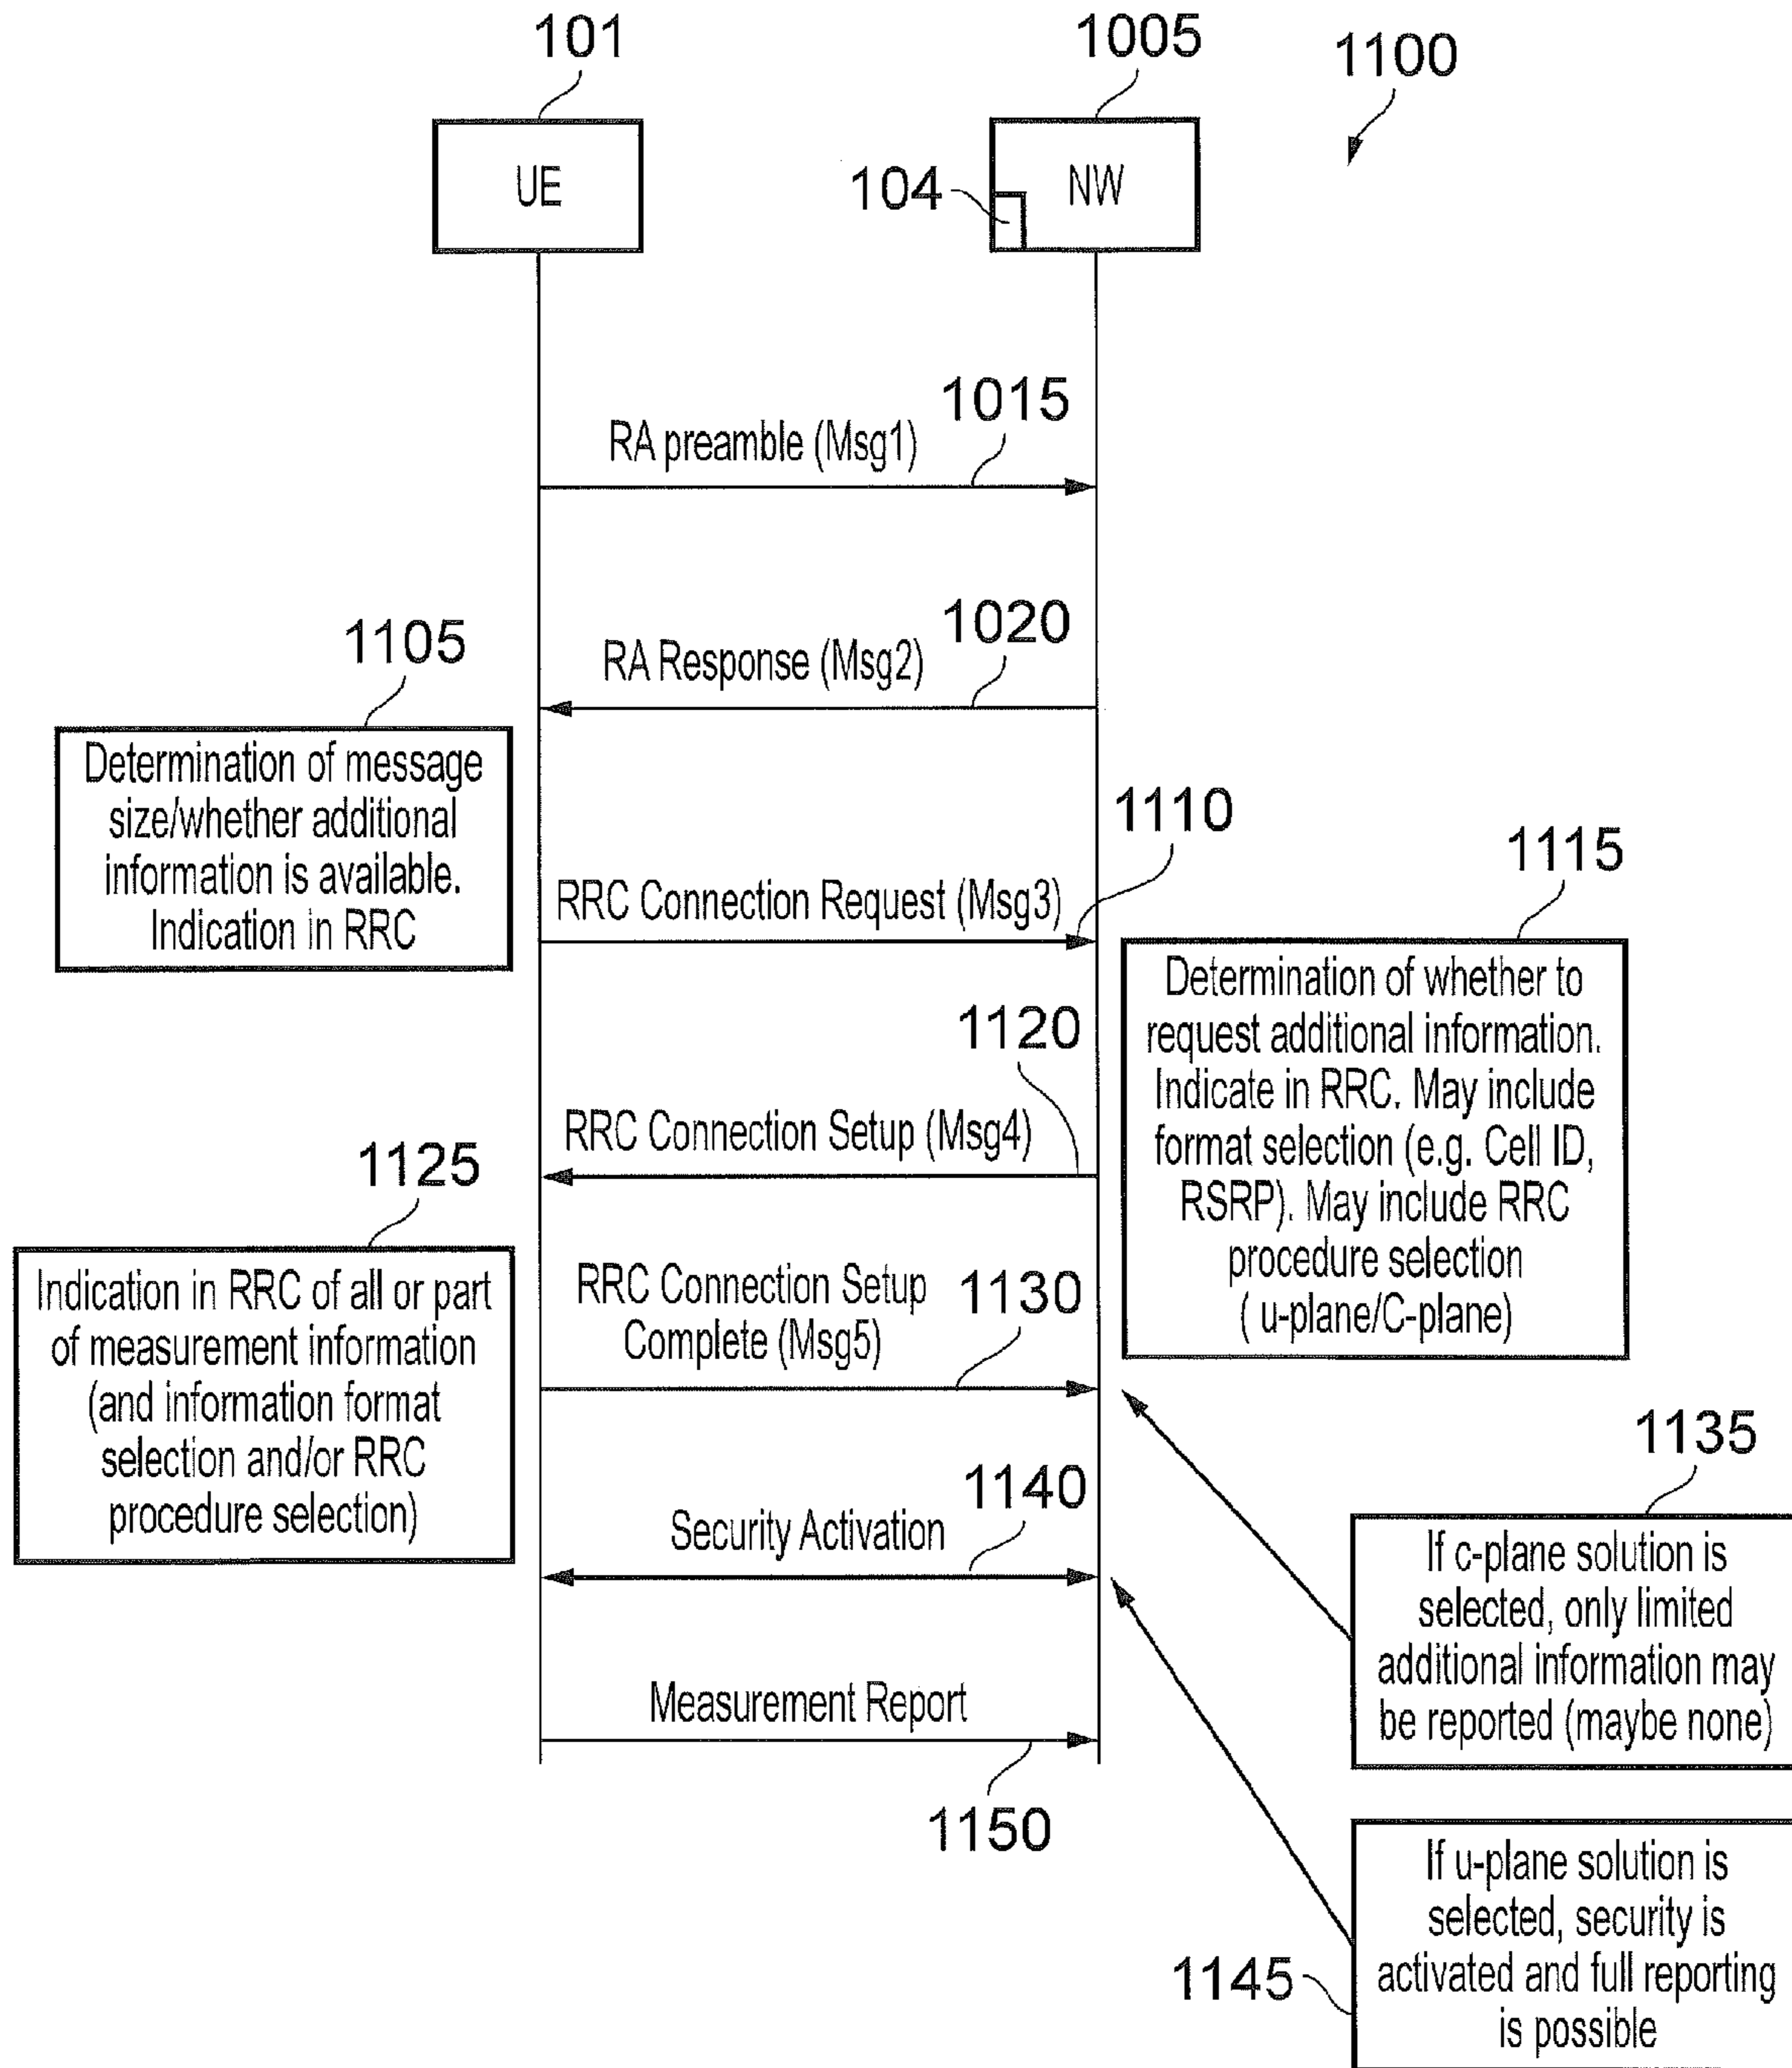 101
1005
1100
UE
104
NW
1015
RA preamble (Msg1)
1020
RA Response (Msg2)
1105
Determination of message
size/whether additional
information is available.
Indication in RRC
1110
RRC Connection Request (Msg3)
1115
Determination of whether to
request additional information.
Indicate in RRC. May include
format selection (e.g. Cell ID,
RSRP). May include RRC
procedure selection
( u-plane/C-plane)
1120
RRC Connection Setup (Msg4)
1125
Indication in RRC of all or part
of measurement information
(and information format
selection and/or RRC
procedure selection)
RRC Connection Setup
Complete (Msg5)
1130
1135
If c-plane solution is
selected, only limited
additional information may
be reported (maybe none)
1140
Security Activation
Measurement Report
1150
1145
If u-plane solution is
selected, security is
activated and full reporting
is possible